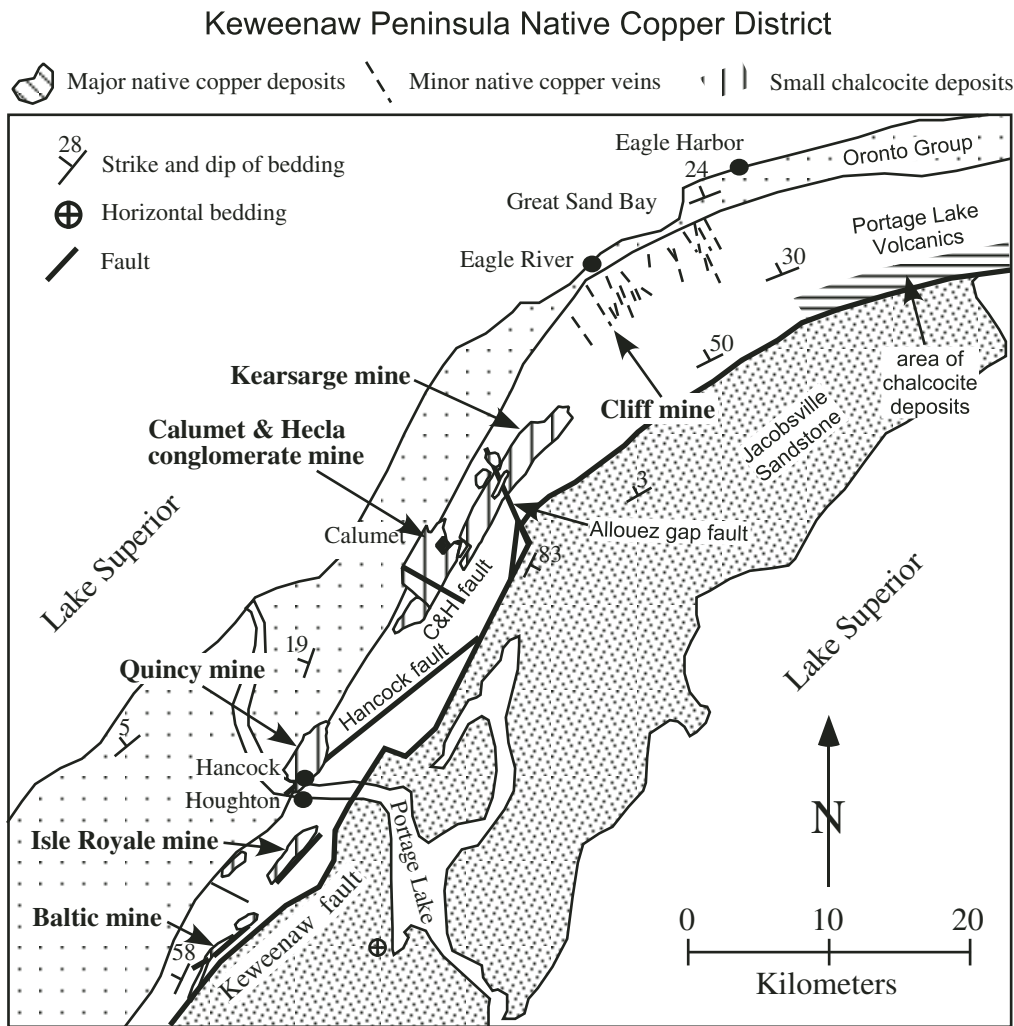 Keweenaw Peninsula Native Copper District
Major native copper deposits
Minor native copper veins
Small chalcocite deposits
28
Strike and dip of bedding
Horizontal bedding
Fault
Eagle Harbor
Oronto Group
24
Great Sand Bay
Portage Lake
Volcanics
Eagle River
30
50
area of
chalcocite
deposits
Kearsarge mine
Cliff mine
Calumet & Hecla
conglomerate mine
Jacobsville
Sandstone
3
Lake Superior
Calumet
Allouez gap fault
83
C&H fault
Lake Superior
19
Quincy mine
Hancock fault
5
Hancock
Houghton
Portage Lake
N
Isle Royale mine
Baltic mine
Keweenaw fault
58
0
10
20
Kilometers